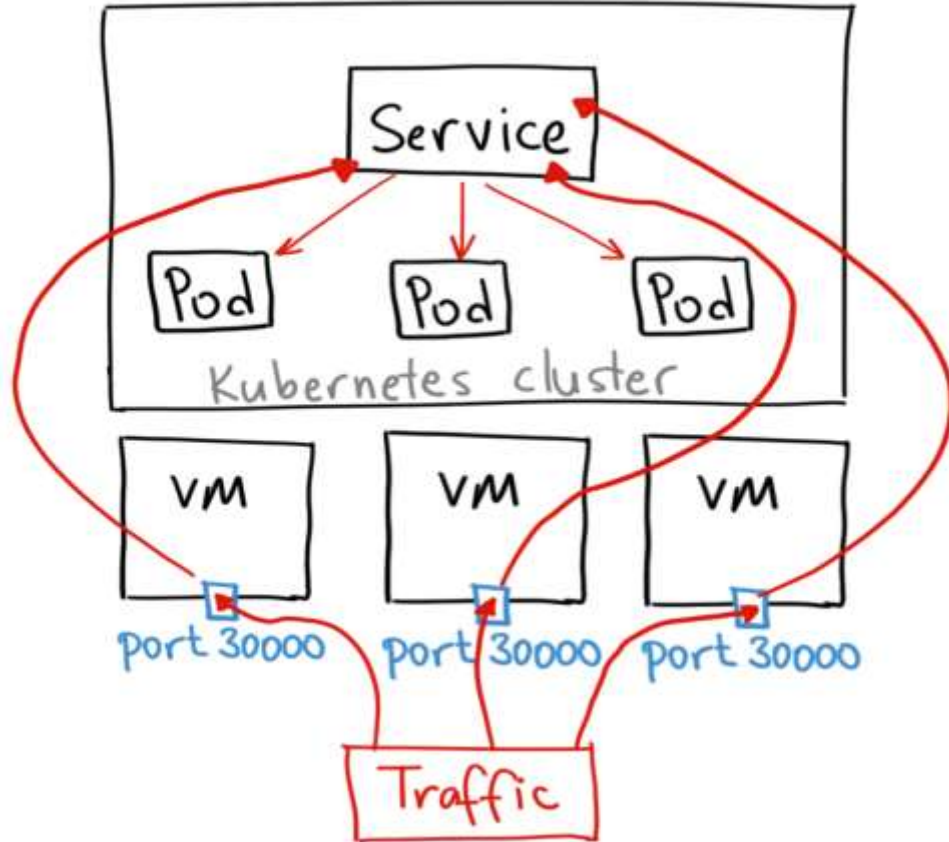 Service
Pod
Pod
Pod
Kubernetes cluster
VM
VM
VM
port 30000
port 30000
port 30000
Traffic